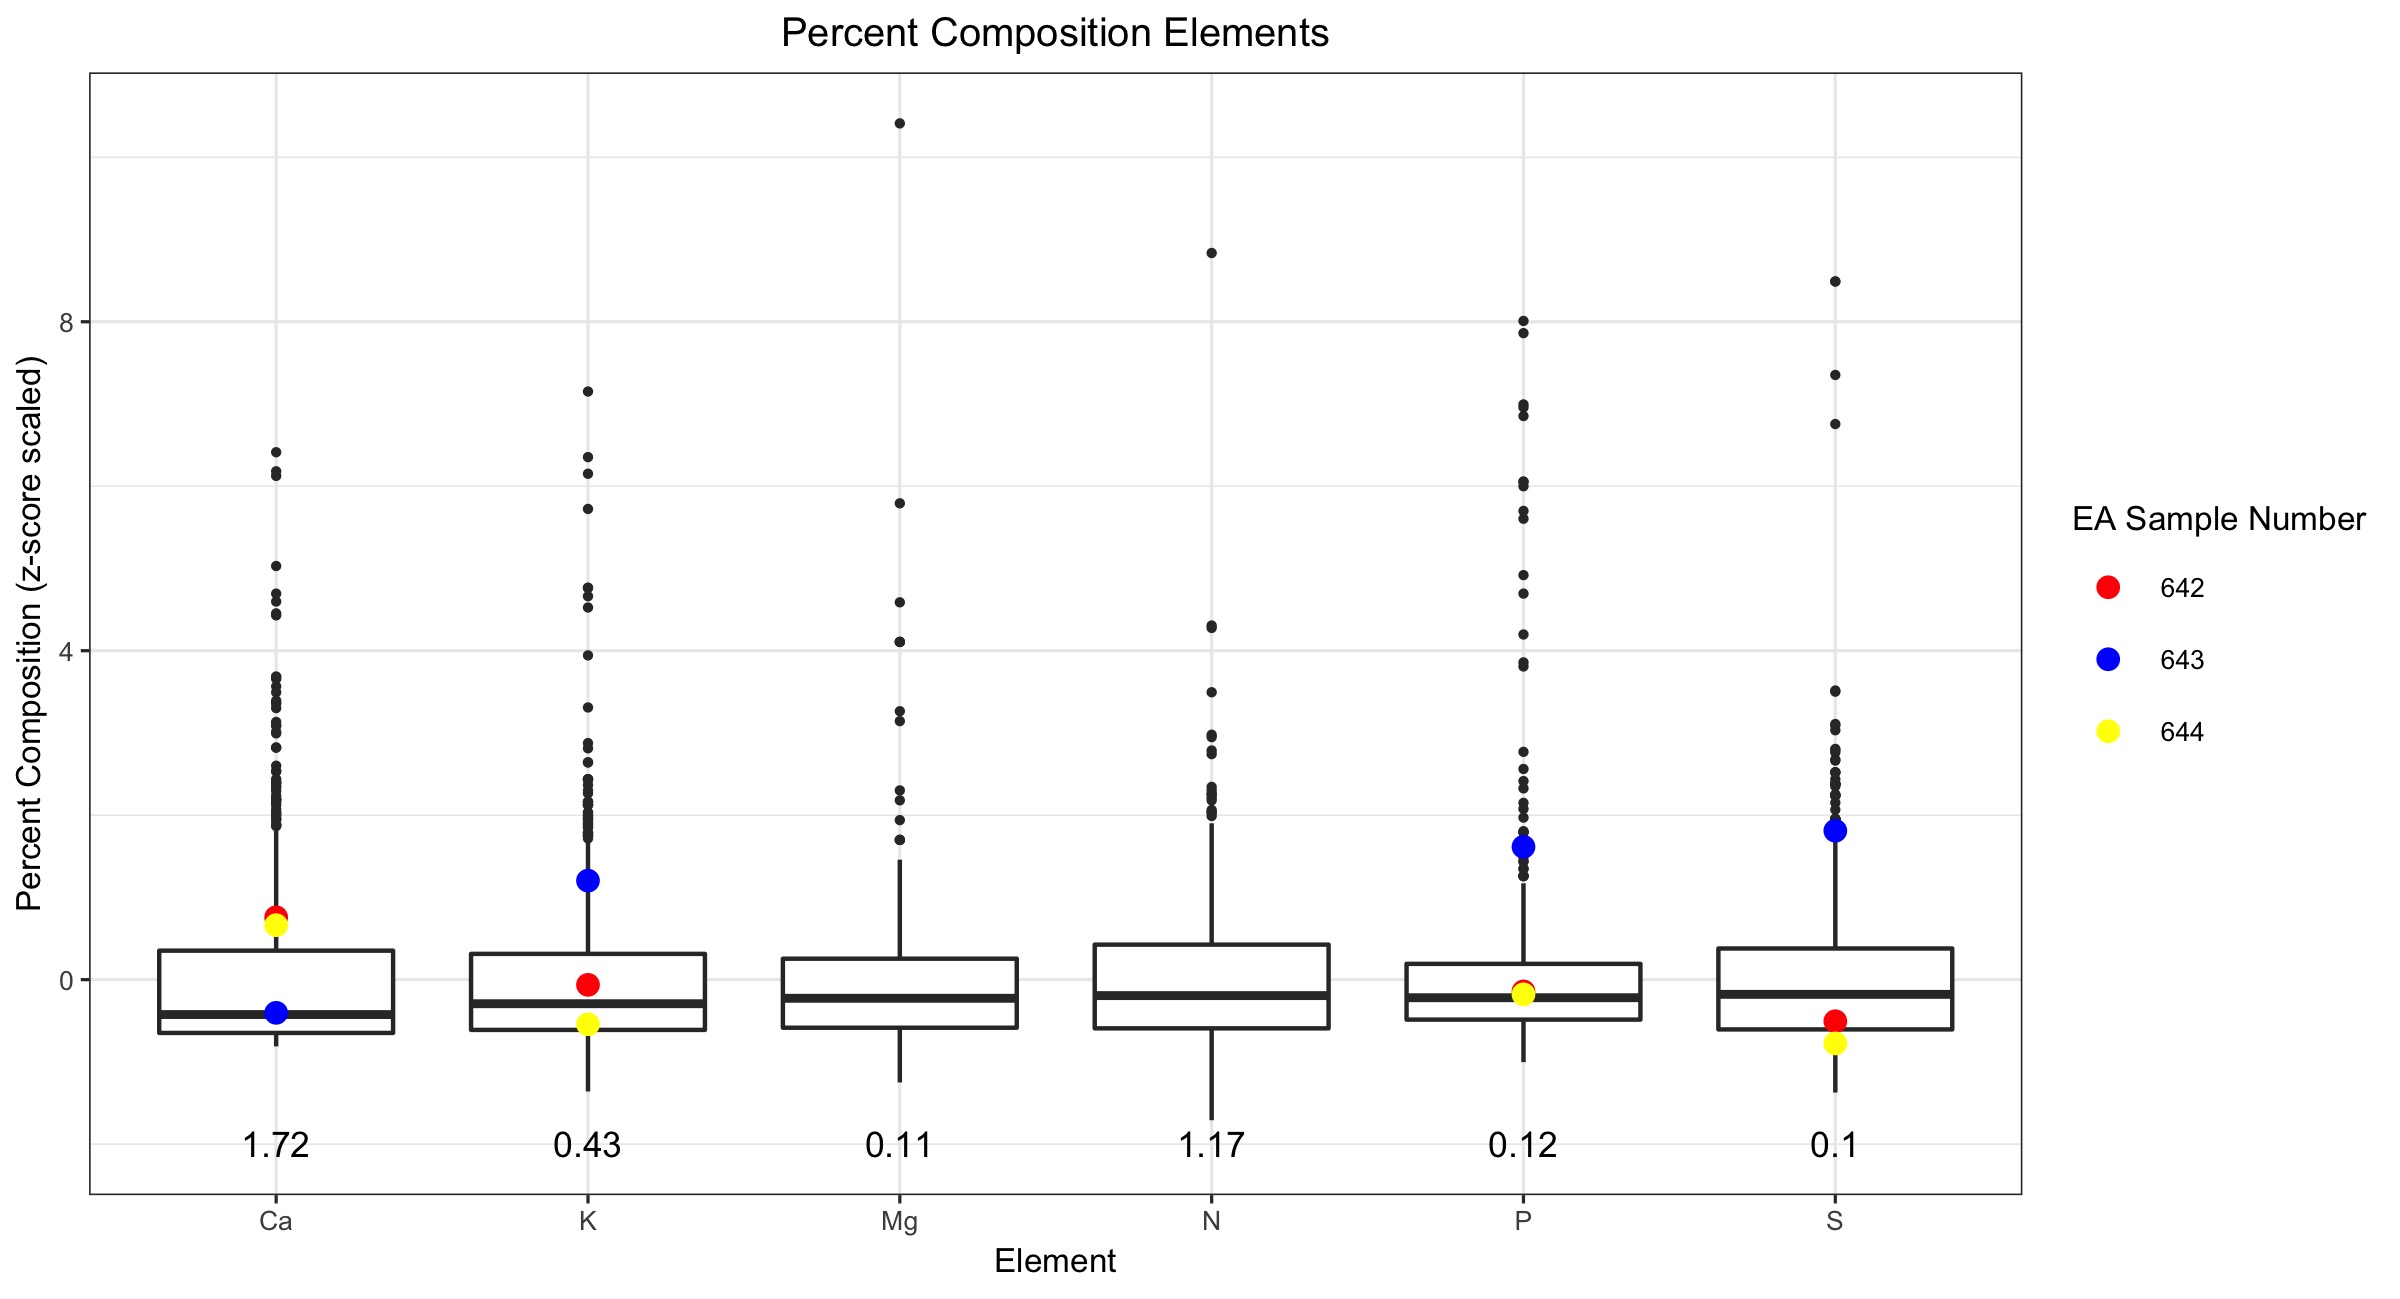 Percent Composition Elements
Percent Composition (z-score scaled)
8
4
0
1.72 0.43 0.11 1.17 0.12 0.1
Ca K Mg N P S
Element
EA Sample Number
642
643
644